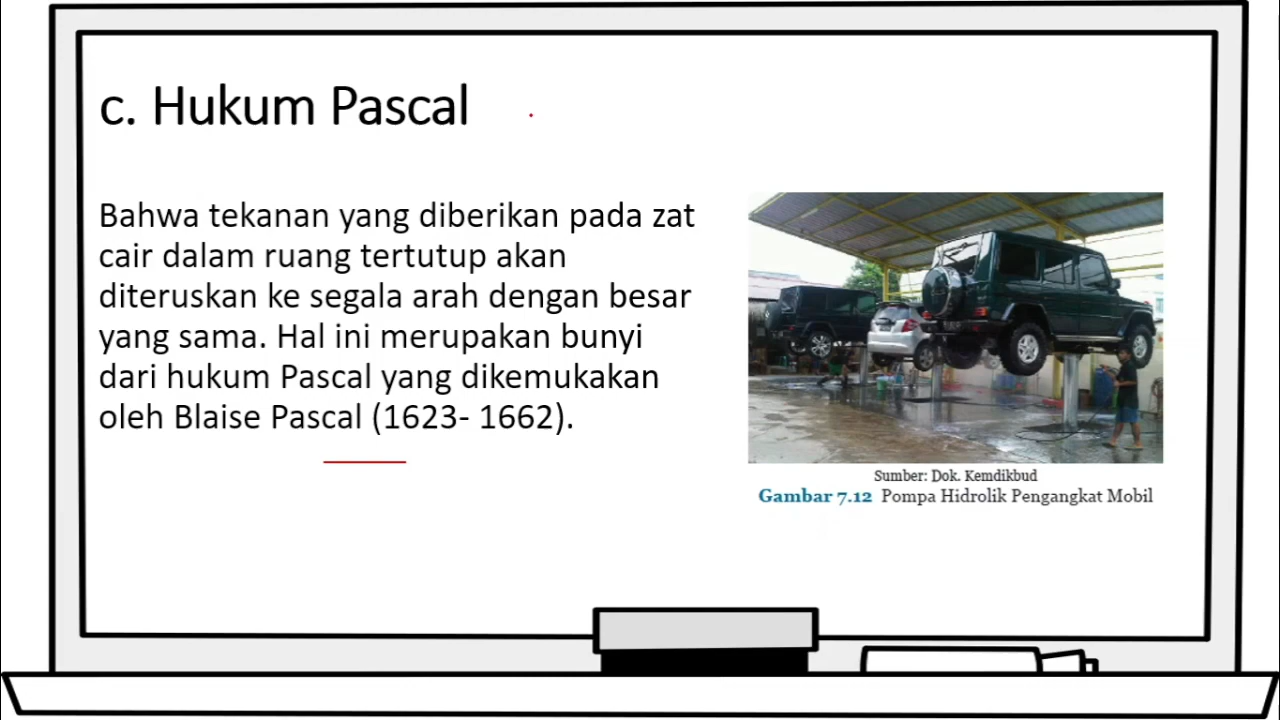 c. Hukum Pascal
Bahwa tekanan yang diberikan pada zat
cair dalam ruang tertutup akan
diteruskan ke segala arah dengan besar
yang sama. Hal ini merupakan bunyi
dari hukum Pascal yang dikemukakan
oleh Blaise Pascal (1623- 1662).
Sumber: Dok. Kemdikbud
Gambar 7.12 Pompa Hidrolik Pengangkat Mobil